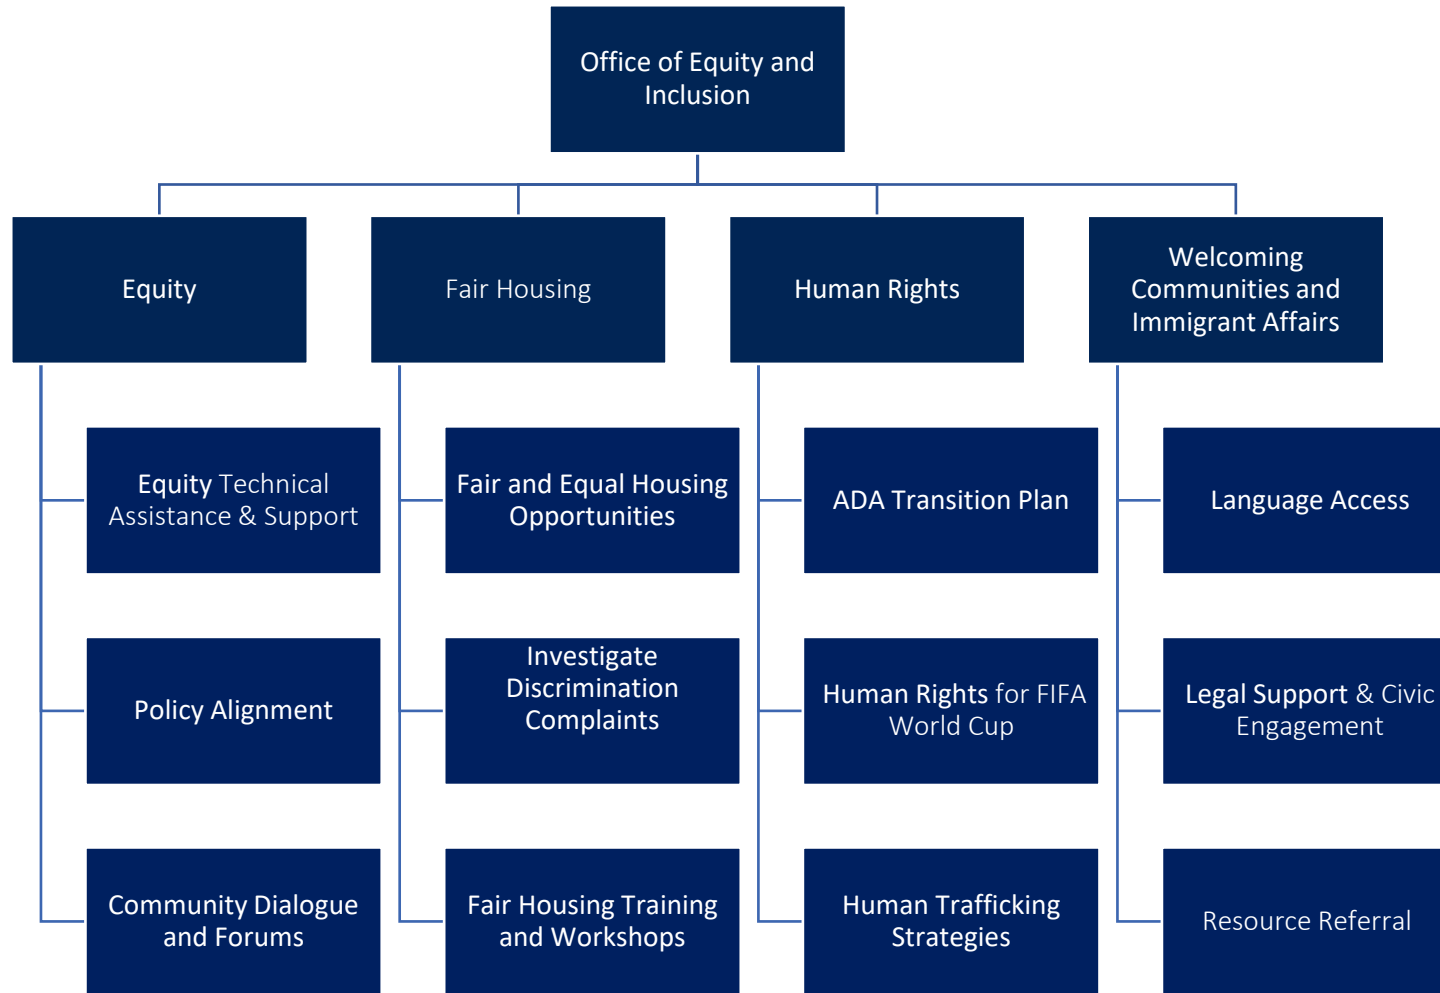 Office of Equity and
Inclusion
Equity
Fair Housing
Human Rights
Welcoming
Communities and
Immigrant Affairs
Equity Technical
Assistance & Support
Fair and Equal Housing
Opportunities
ADA Transition Plan
Language Access
Policy Alignment
Investigate
Discrimination
Complaints
Human Rights for FIFA
World Cup
Legal Support & Civic
Engagement
Community Dialogue
and Forums
Fair Housing Training
and Workshops
Human Trafficking
Strategies
Resource Referral